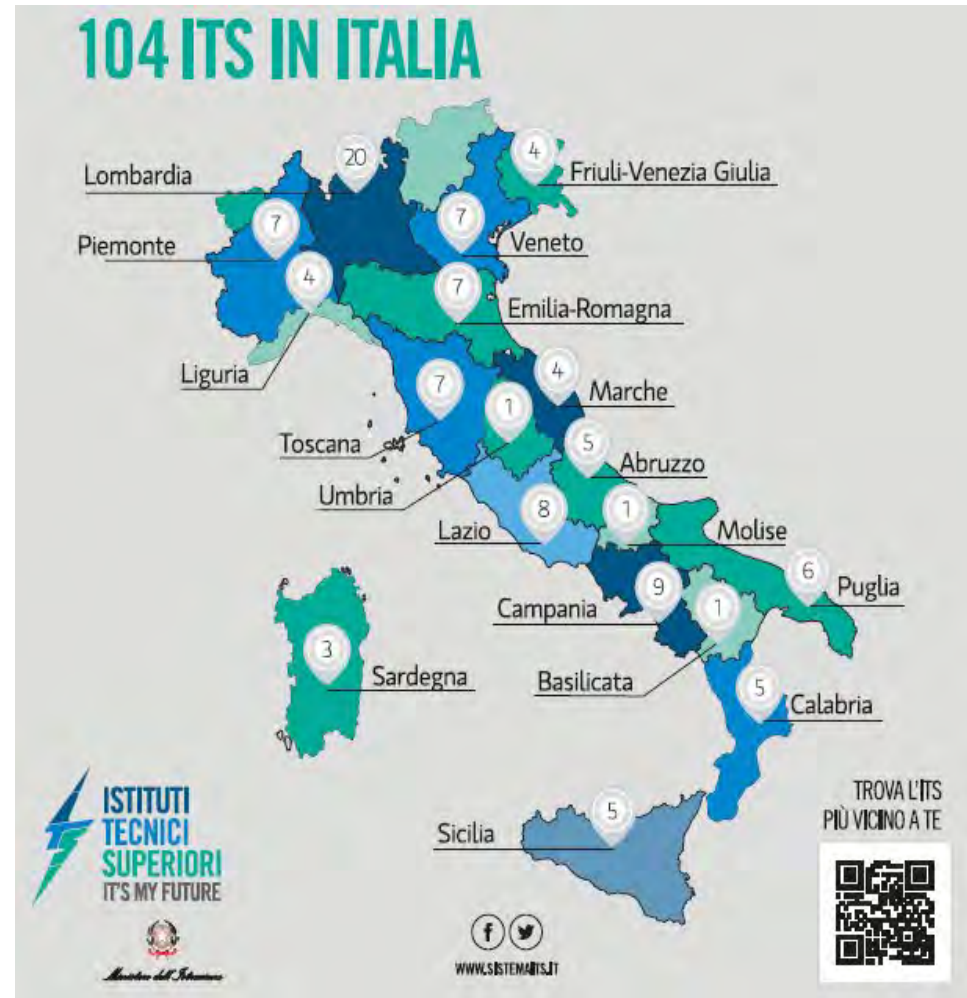 104 ITS IN ITALIA
20
4
Lombardia
Friuli-Venezia Giulia
7
7
Piemonte
Veneto
4
7
Emilia-Romagna
Liguria
7
4
Marche
1
Toscana
5
Abruzzo
Umbria
8
1
Lazio
Molise
6
Puglia
9
1
Campania
3
Sardegna
Basilicata
5
Calabria
ISTITUTI
TECNICI
SUPERIORI
IT'S MY FUTURE
5
Sicilia
TROVA L'ITS
PIÙ VICINO A TE
Ministero dell'Istruzione
f
WWW.SISTEMAITS.IT